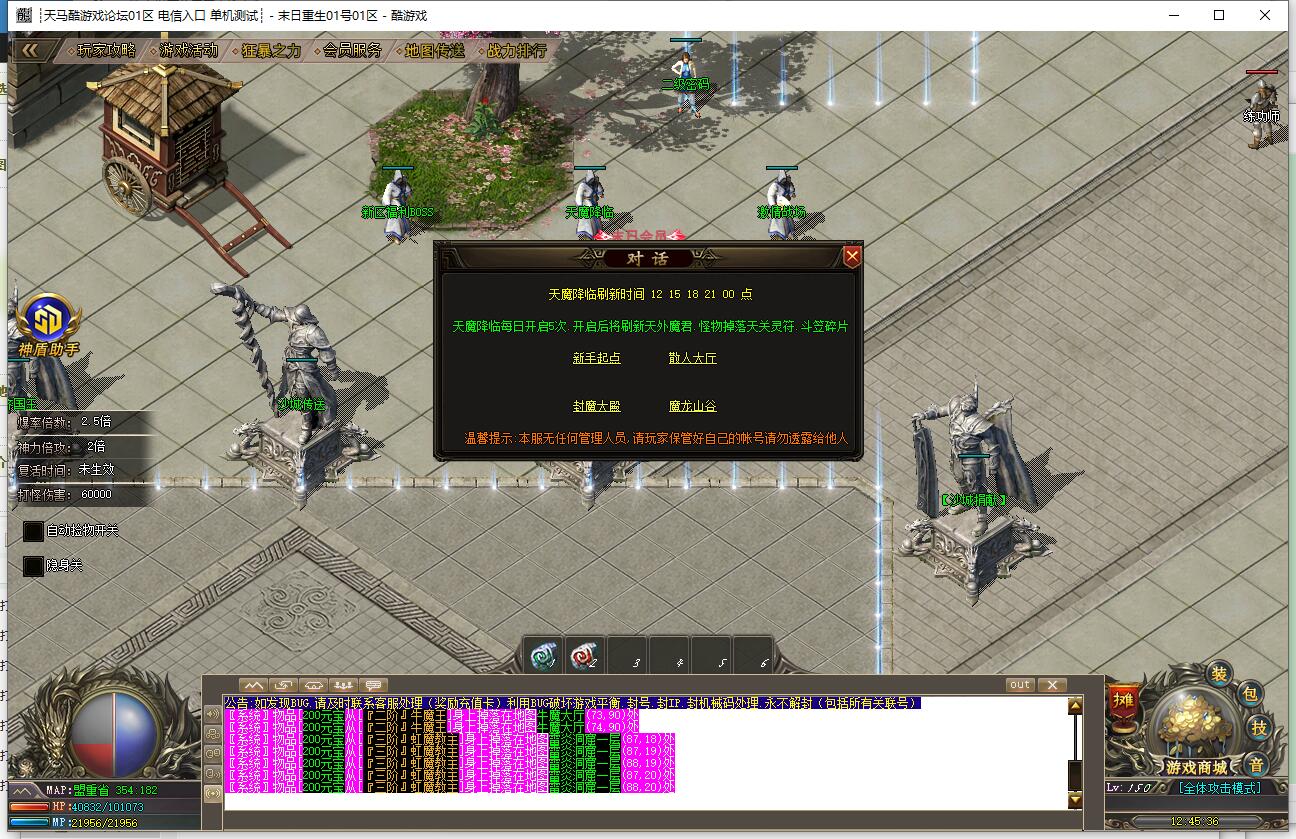 天马酷游戏论坛01区 电信入口 单机测试 - 末日重生01号01区 - 酷游戏
玩家攻略 游戏活动 狂暴之力 会员服务 地图传送 战力排行
二级密码
练功师
新区福利BOSS 天魔降临 激情战场
末日会员
对话
天魔降临刷新时间 12 15 18 21 00 点
天魔降临每日开启5次.开启后将刷新天外魔君.怪物掉落天关灵符.斗笠碎片
新手起点 散人大厅
封魔大殿 魔龙山谷
温馨提示:本服无任何管理人员,请玩家保管好自己的帐号请勿透露给他人
神盾助手
沙城传送
国王
爆率倍数: 2.5倍
神力倍攻: 2倍
复活时间: 未生效
打怪伤害: 60000
【沙城捐献】
自动捡物开关
隐身关
1 2 3 4 5 6
out
公告:如发现BUG.请及时联系客服处理（奖励充值卡）利用BUG破坏游戏平衡.封号.封IP.封机械码处理.永不解封（包括所有关联号）
〖系统〗物品[200元宝]从[『二阶』牛魔王]身上掉落在地图牛魔大厅(73,90)处
〖系统〗物品[200元宝]从[『二阶』牛魔王]身上掉落在地图牛魔大厅(74,90)处
〖系统〗物品[200元宝]从[『三阶』虹魔教主]身上掉落在地图雷炎洞窟一层(87,18)处
〖系统〗物品[200元宝]从[『三阶』虹魔教主]身上掉落在地图雷炎洞窟一层(87,19)处
〖系统〗物品[200元宝]从[『三阶』虹魔教主]身上掉落在地图雷炎洞窟一层(88,19)处
〖系统〗物品[200元宝]从[『三阶』虹魔教主]身上掉落在地图雷炎洞窟一层(87,20)处
〖系统〗物品[200元宝]从[『三阶』虹魔教主]身上掉落在地图雷炎洞窟一层(88,20)处
MAP:盟重省 354.182
HP:40832/101073
MP:21956/21956
摊
装
包
技
音
游戏商城
Lv: 150 [全体攻击模式]
12:45:36